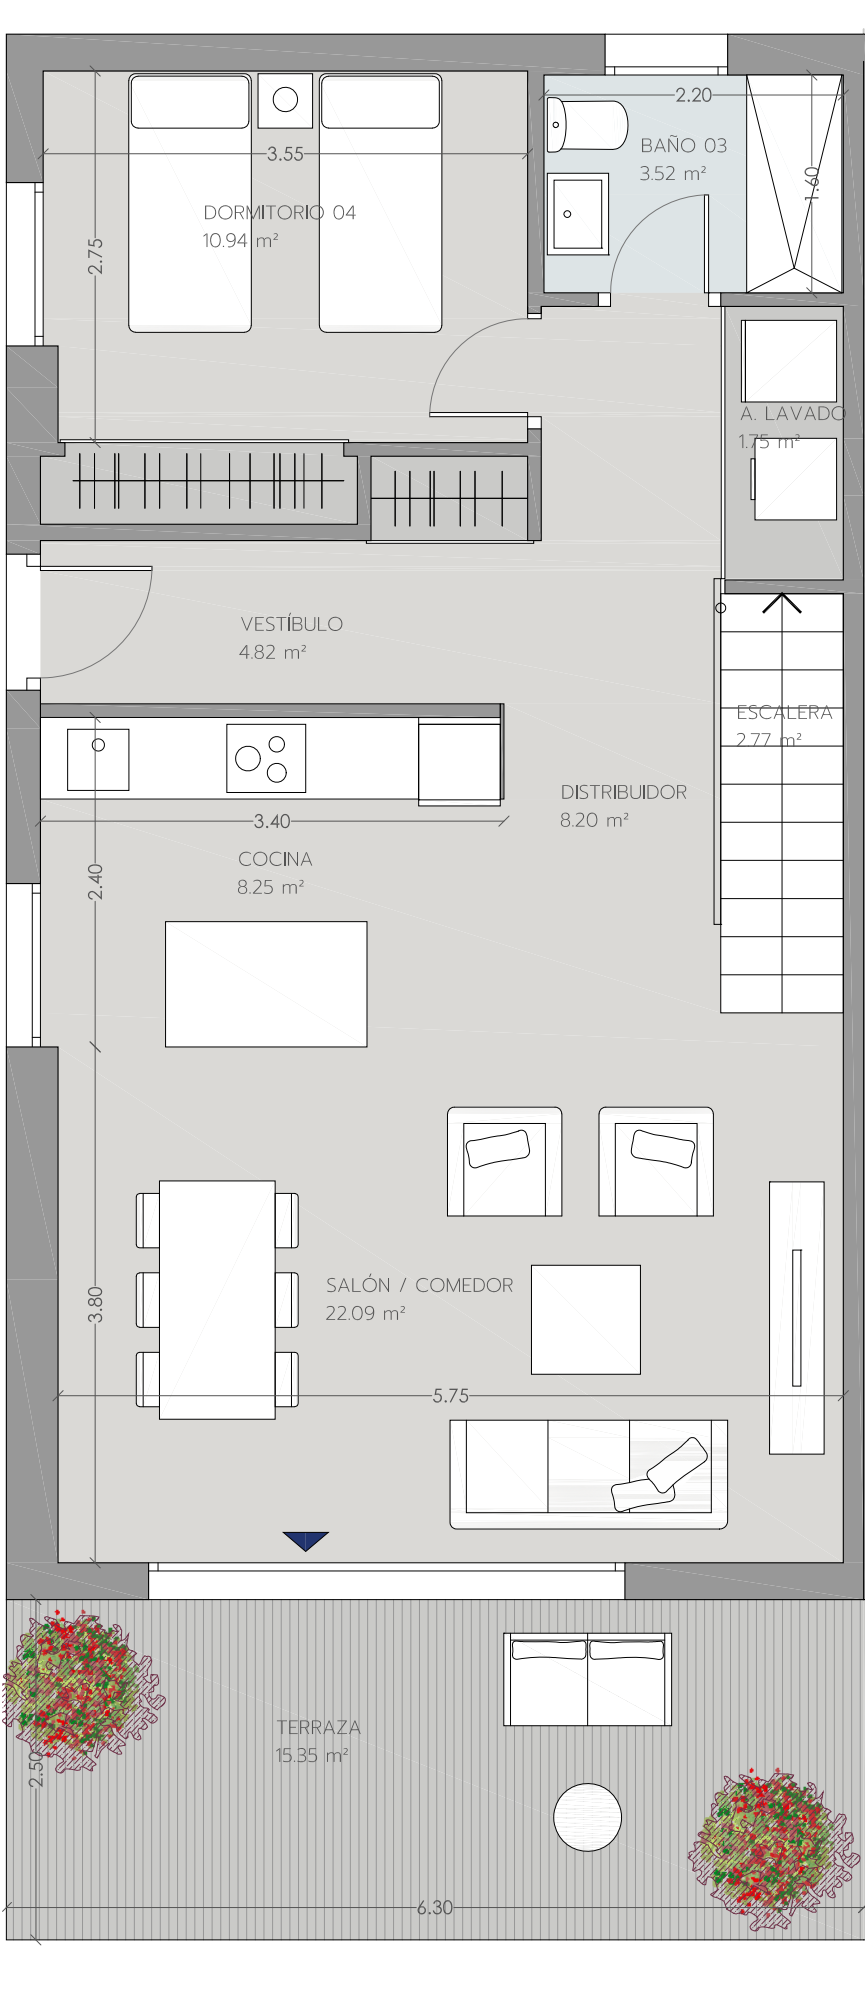 2.20
BAÑO 03
3.52 m²
1.60
3.55
DORMITORIO 04
10.94 m²
2.75
A. LAVADO
1.75 m²
VESTÍBULO
4.82 m²
ESCALERA
2.77 m²
DISTRIBUIDOR
8.20 m²
3.40
COCINA
8.25 m²
2.40
SALÓN / COMEDOR
22.09 m²
3.80
5.75
TERRAZA
15.35 m²
2.50
6.30